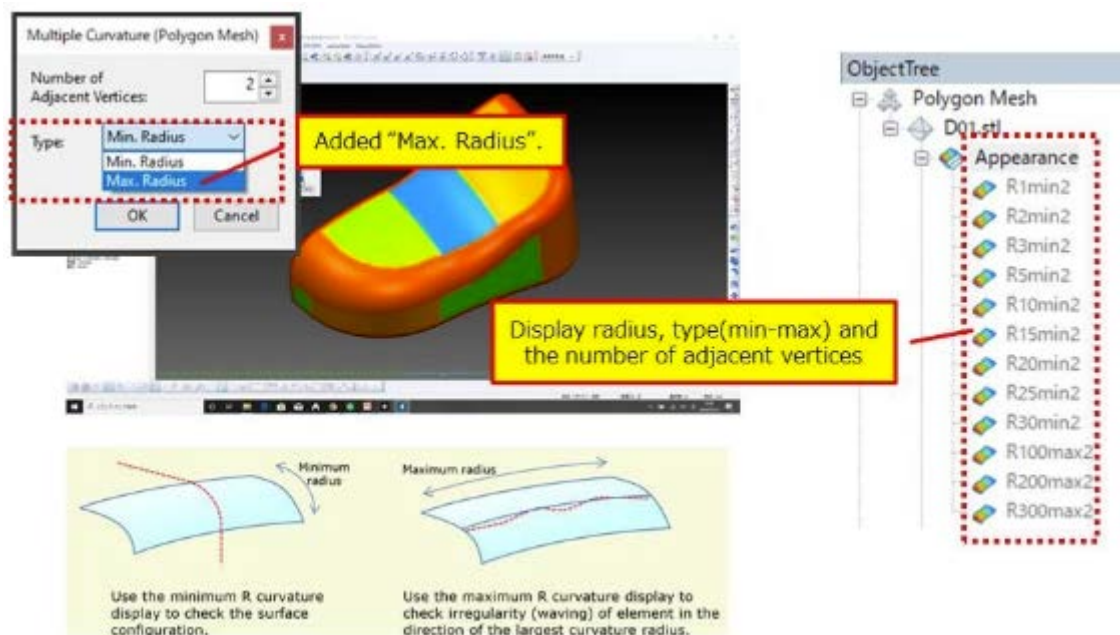 Multiple Curvature (Polygon Mesh)
Number of
Adjacent Vertices:
2
Type:
Min. Radius
Min. Radius
Max. Radius
OK
Cancel
Added "Max. Radius".
Display radius, type(min-max) and
the number of adjacent vertices
ObjectTree
Polygon Mesh
D01.stl
Appearance
R1min2
R2min2
R3min2
R5min2
R10min2
R15min2
R20min2
R25min2
R30min2
R100max2
R200max2
R300max2
Minimum
radius
Maximum radius
Use the minimum R curvature
display to check the surface
configuration.
Use the maximum R curvature display to
check irregularity (waving) of element in the
direction of the largest curvature radius.